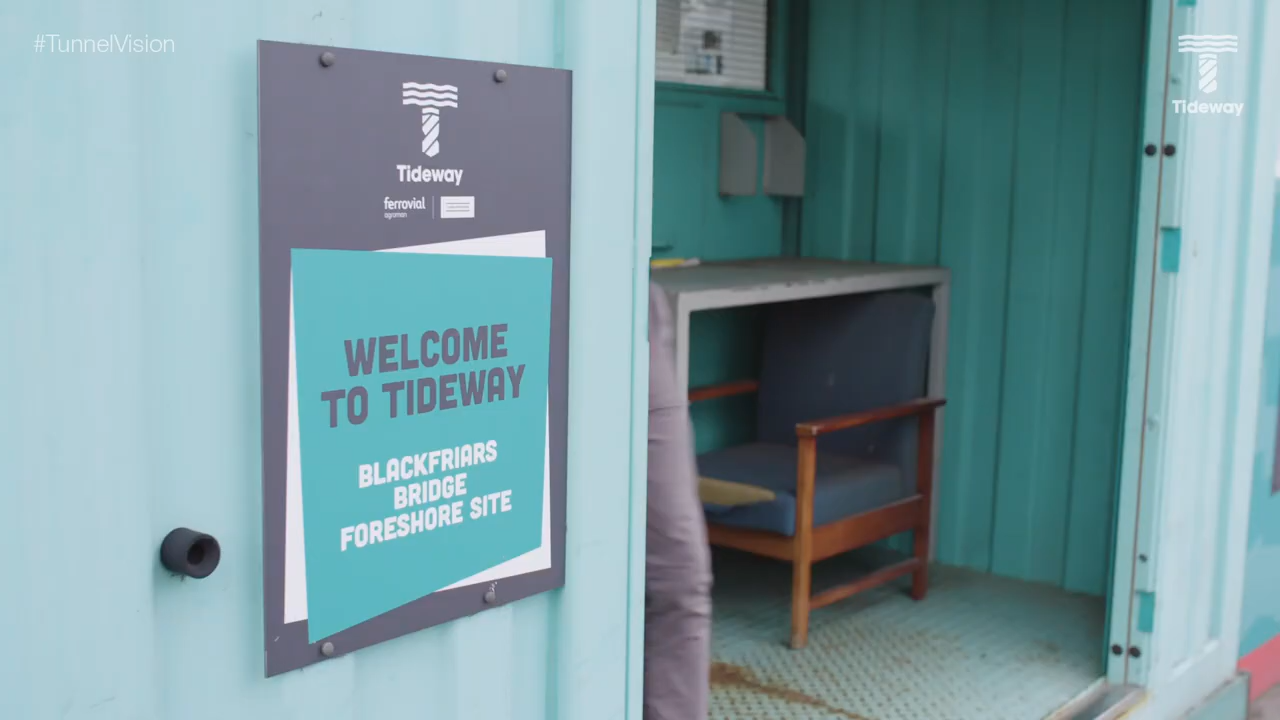 #TunnelVision
Tideway
Tideway
ferrovial
agroman
WELCOME
TO TIDEWAY
BLACKFRIARS
BRIDGE
FORESHORE SITE